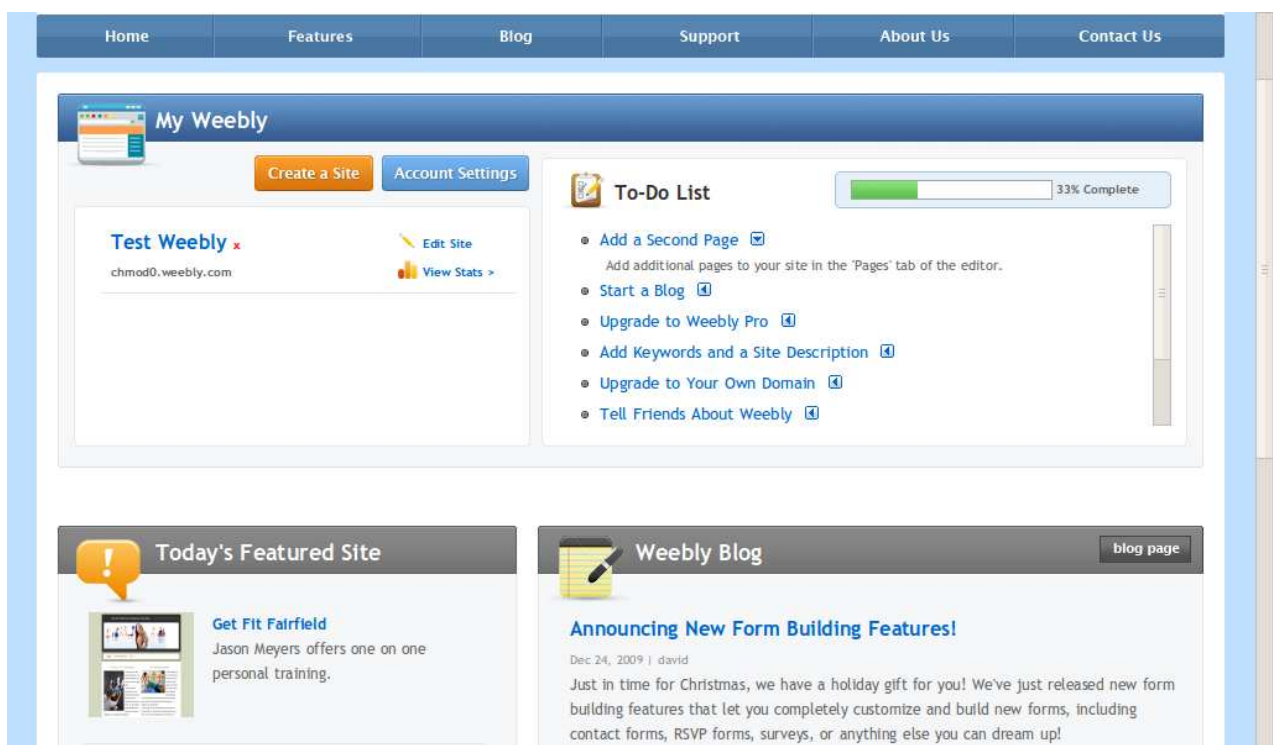 Home Features Blog Support About Us Contact Us
My Weebly
Create a Site Account Settings
Test Weebly x
chmod0.weebly.com
Edit Site
View Stats >
To-Do List
33% Complete
Add a Second Page
Add additional pages to your site in the 'Pages' tab of the editor.
Start a Blog
Upgrade to Weebly Pro
Add Keywords and a Site Description
Upgrade to Your Own Domain
Tell Friends About Weebly
Today's Featured Site
Get Fit Fairfield
Jason Meyers offers one on one
personal training.
Weebly Blog
blog page
Announcing New Form Building Features!
Dec 24, 2009 | david
Just in time for Christmas, we have a holiday gift for you! We've just released new form
building features that let you completely customize and build new forms, including
contact forms, RSVP forms, surveys, or anything else you can dream up!